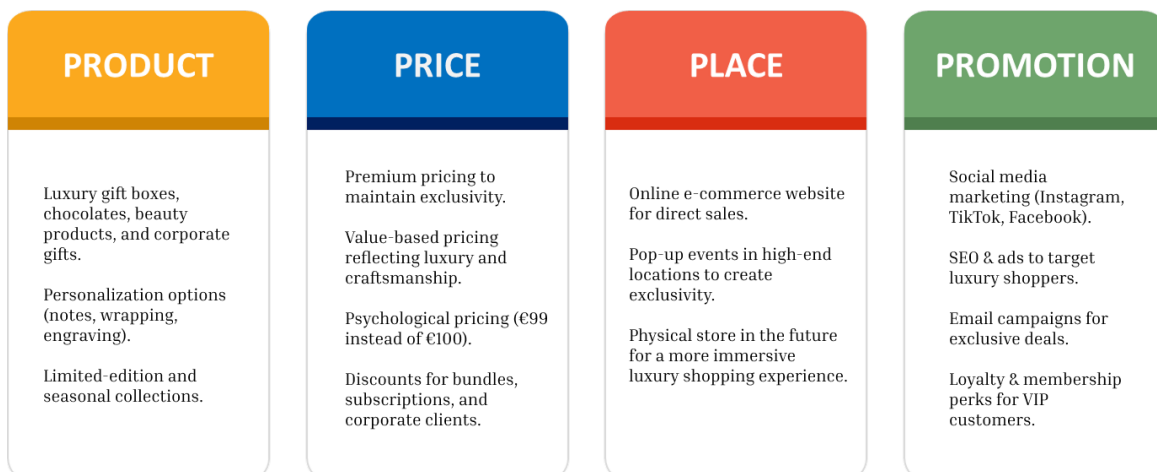 PRODUCT
Luxury gift boxes,
chocolates, beauty
products, and corporate
gifts.
Personalization options
(notes, wrapping,
engraving).
Limited-edition and
seasonal collections.
PRICE
Premium pricing to
maintain exclusivity.
Value-based pricing
reflecting luxury and
craftsmanship.
Psychological pricing (€99
instead of €100).
Discounts for bundles,
subscriptions, and
corporate clients.
PLACE
Online e-commerce website
for direct sales.
Pop-up events in high-end
locations to create
exclusivity.
Physical store in the future
for a more immersive
luxury shopping experience.
PROMOTION
Social media
marketing (Instagram,
TikTok, Facebook).
SEO & ads to target
luxury shoppers.
Email campaigns for
exclusive deals.
Loyalty & membership
perks for VIP
customers.